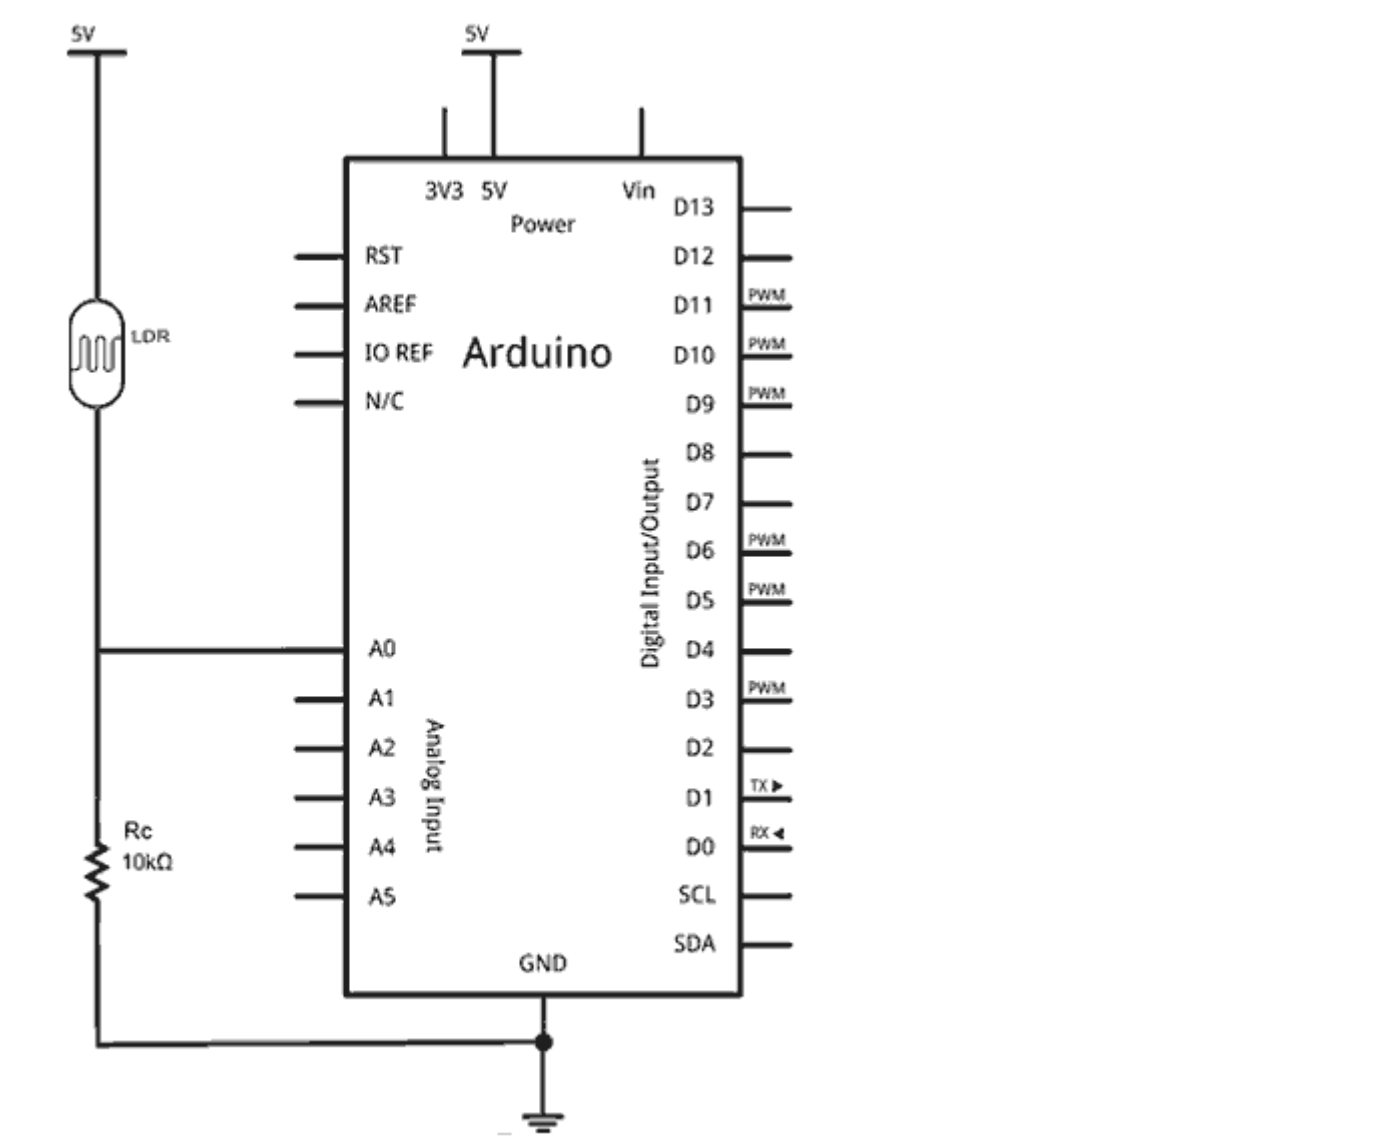 5V
5V
3V3
5V
Vin
Power
D13
RST
D12
AREF
D11
PWM
IO REF
Arduino
D10
PWM
N/C
D9
PWM
LDR
D8
D7
Digital Input/Output
D6
PWM
D5
PWM
A0
D4
A1
D3
PWM
A2
D2
Analog Input
A3
D1
TX
Rc
10kΩ
A4
D0
RX
A5
SCL
SDA
GND